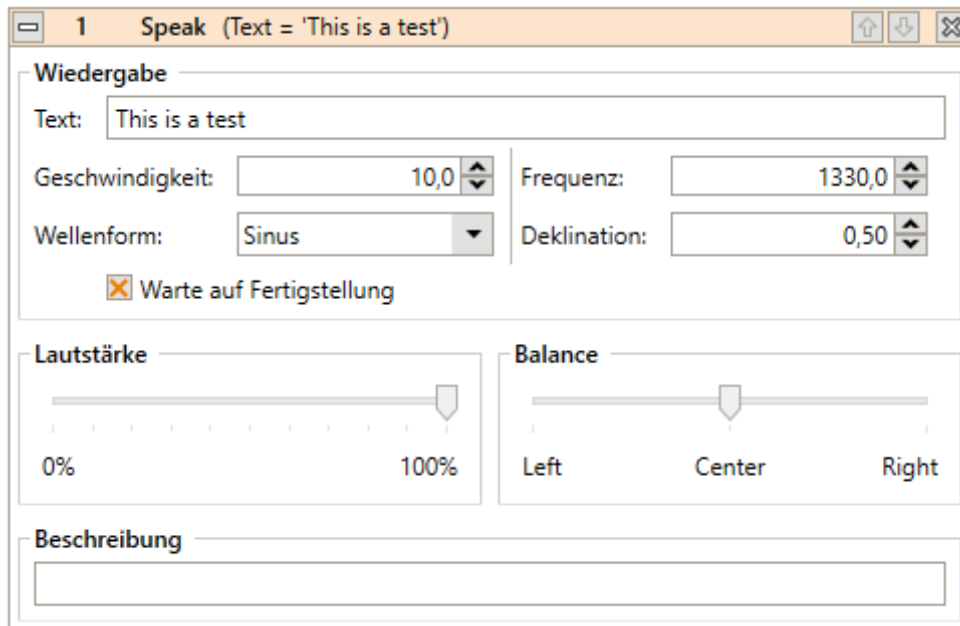 1 Speak (Text = 'This is a test')
Wiedergabe
Text: This is a test
Geschwindigkeit: 10,0 Frequenz: 1330,0
Wellenform: Sinus Deklination: 0,50
Warte auf Fertigstellung
Lautstärke Balance
0% 100% Left Center Right
Beschreibung